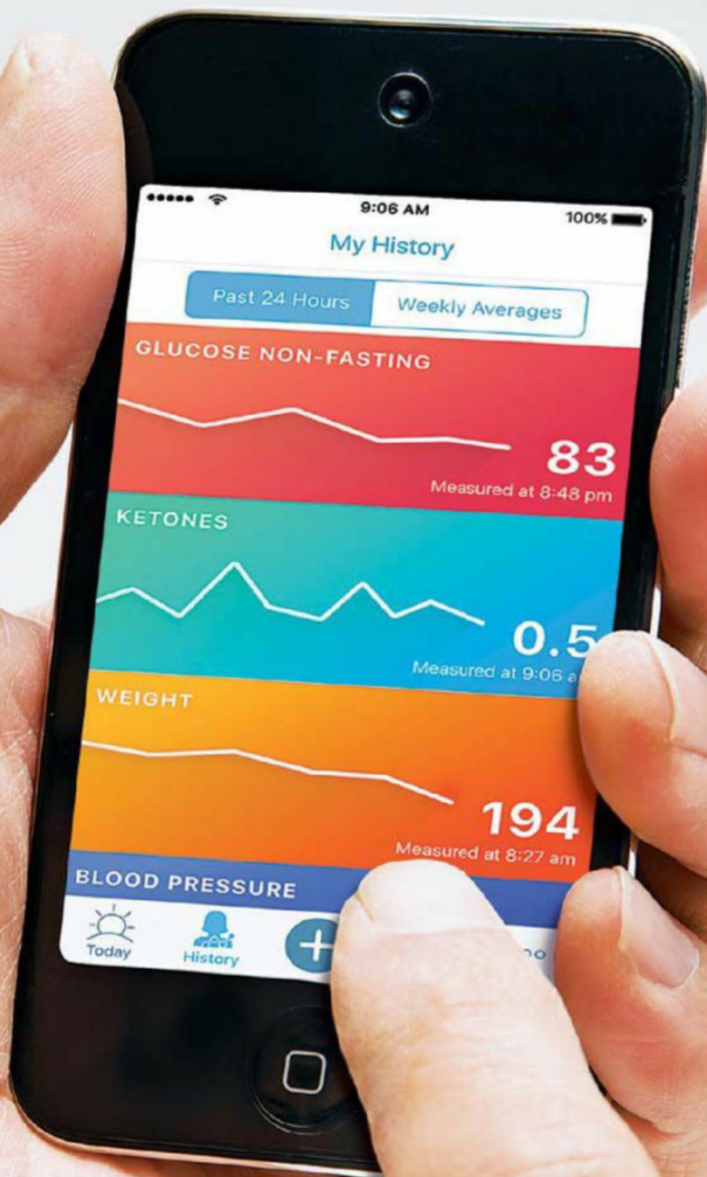 9:06 AM
100%
My History
Past 24 Hours
Weekly Averages
GLUCOSE NON-FASTING
83
Measured at 8:48 pm
KETONES
0.5
Measured at 9:06 a
WEIGHT
194
Measured at 8:27 am
BLOOD PRESSURE
Today
History
+